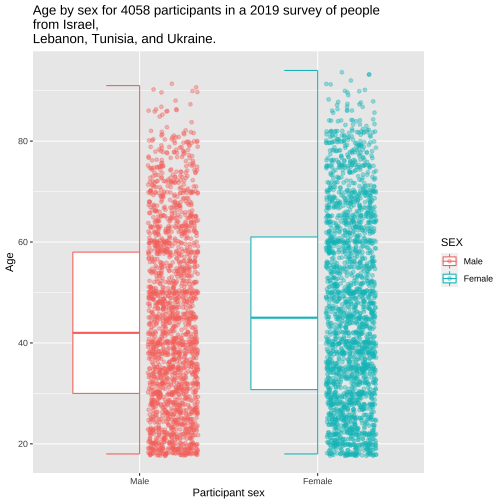 Age by sex for 4058 participants in a 2019 survey of people
from Israel,
Lebanon, Tunisia, and Ukraine.
80
60
40
20
Age
Male
Female
Participant sex
SEX
Male
Female